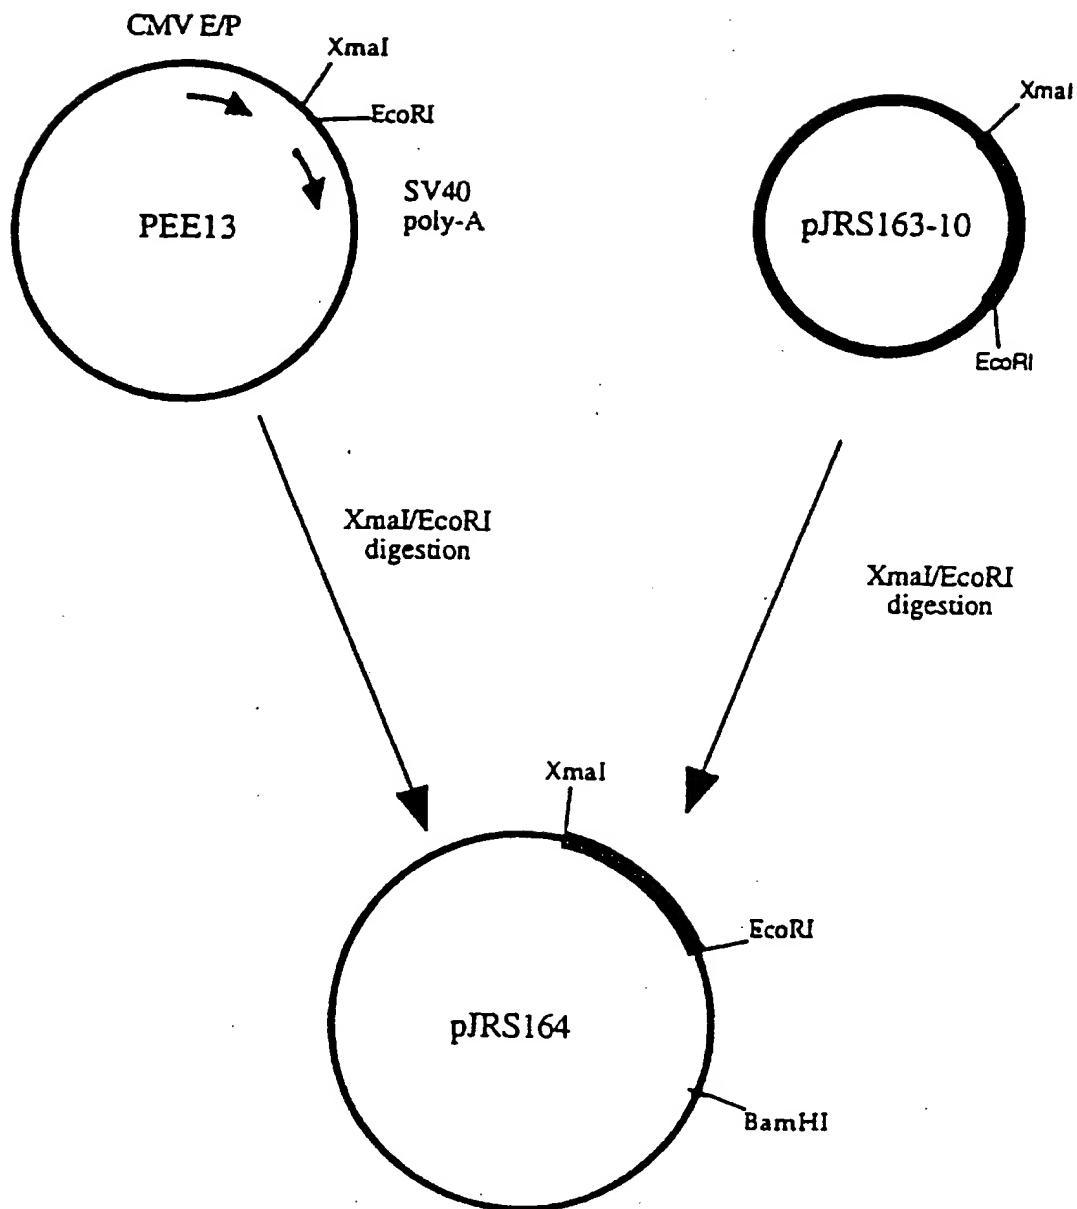 CMV E/P
XmaI
EcoRI
SV40
poly-A
PEE13
XmaI
pJRS163-10
EcoRI
XmaI/EcoRI
digestion
XmaI/EcoRI
digestion
XmaI
EcoRI
pJRS164
BamHI